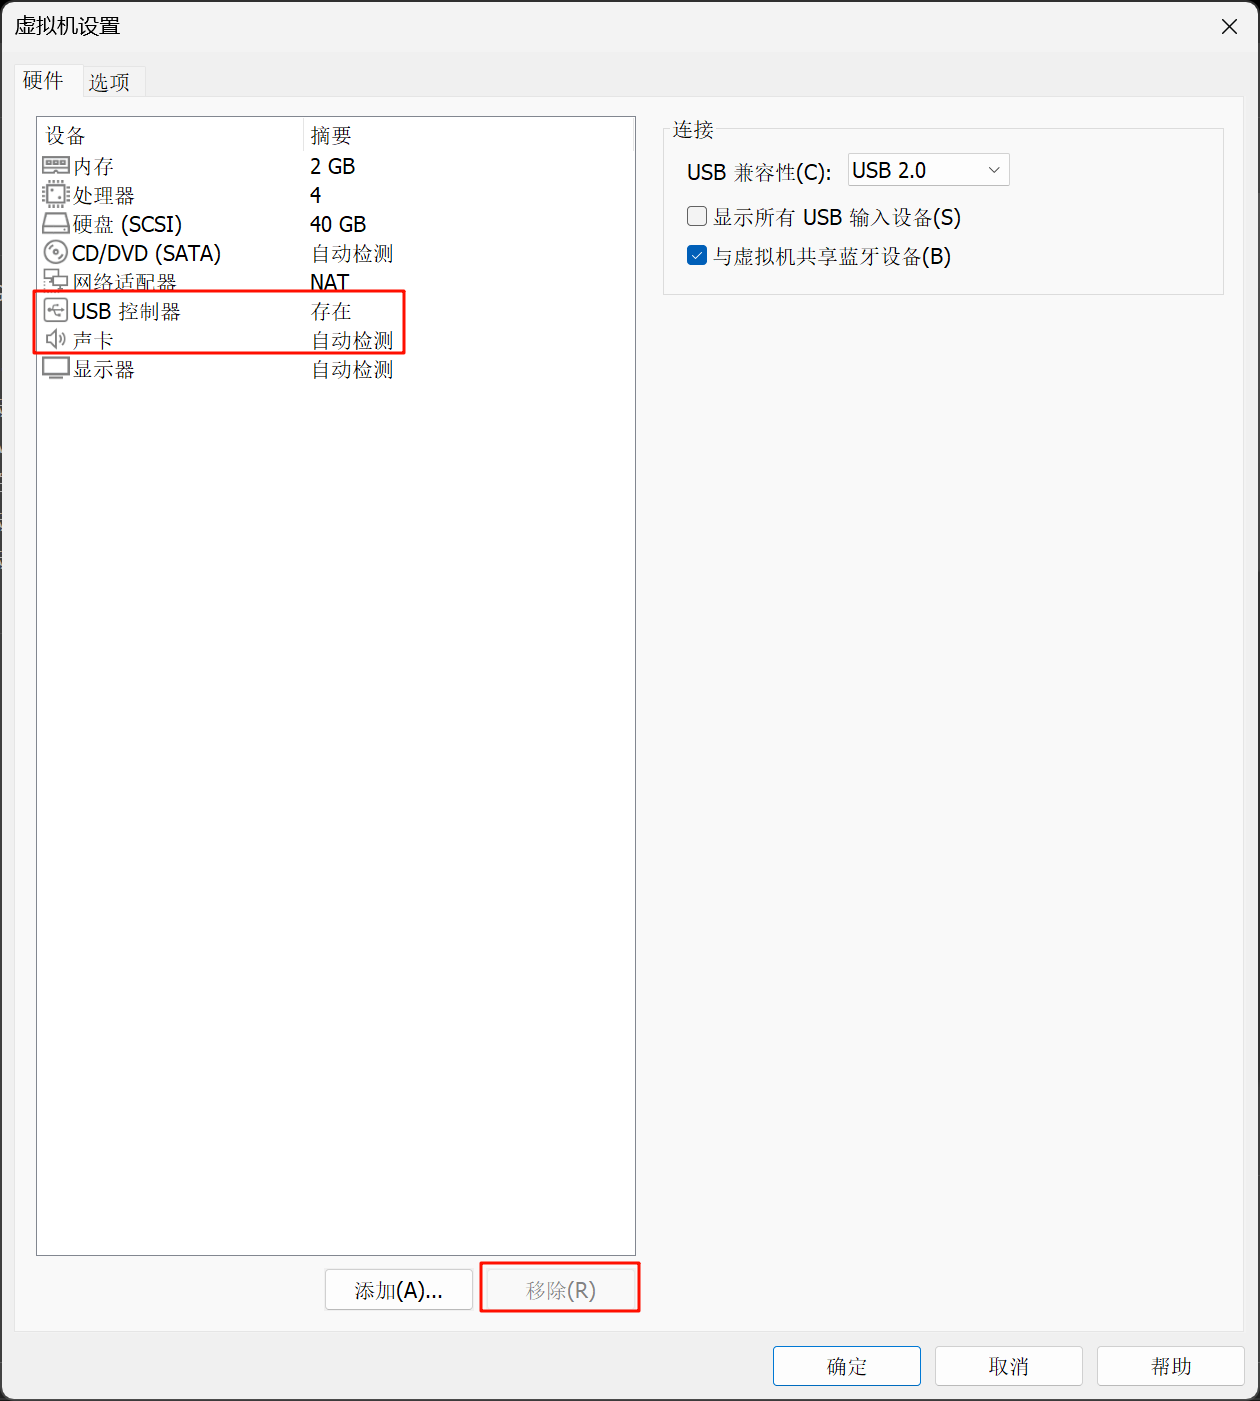 虚拟机设置
硬件
选项
设备 摘要
内存 2 GB
处理器 4
硬盘 (SCSI) 40 GB
CD/DVD (SATA) 自动检测
网络适配器 NAT
USB 控制器 存在
声卡 自动检测
显示器 自动检测
添加(A)...
移除(R)
连接
USB 兼容性(C): USB 2.0
显示所有 USB 输入设备(S)
与虚拟机共享蓝牙设备(B)
确定
取消
帮助